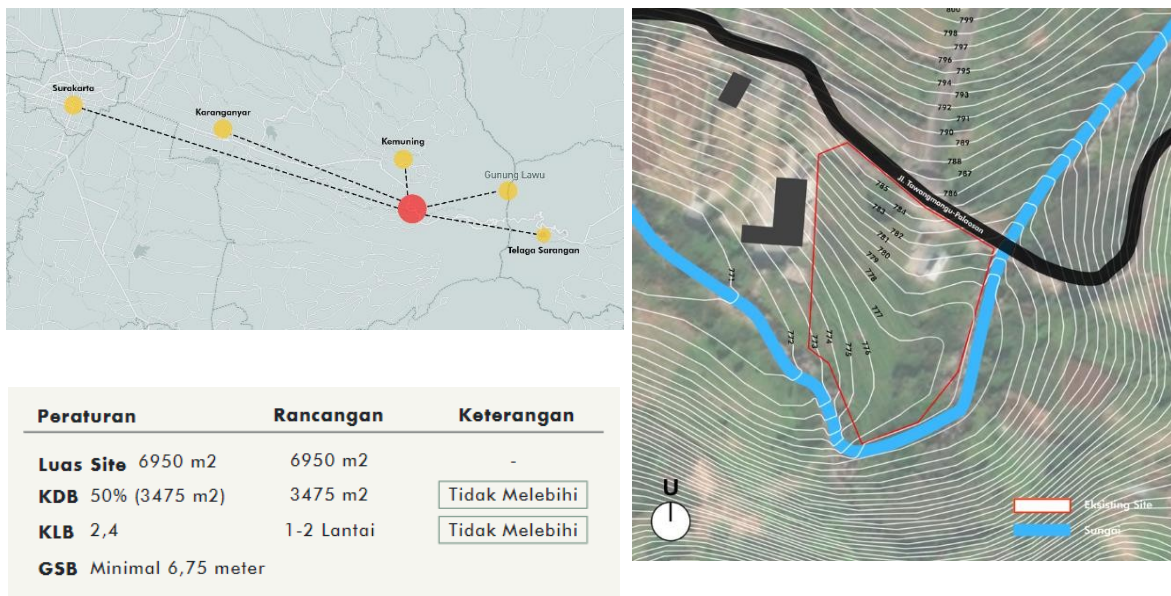 Surakarta
Karanganyar
Kemuning
Gunung Lawu
Telaga Sarangan
Peraturan Rancangan Keterangan
Luas Site 6950 m2 6950 m2 -
KDB 50% (3475 m2) 3475 m2 Tidak Melebihi
KLB 2,4 1-2 Lantai Tidak Melebihi
GSB Minimal 6,75 meter
800
799
798
797
796
795
794
793
792
791
790
789
788
787
786
785
784
783
782
781
780
779
778
777
776
775
774
773
772
771
Jl. Tawangmangu-Palaosan
U
Eksisting Site
Sungai